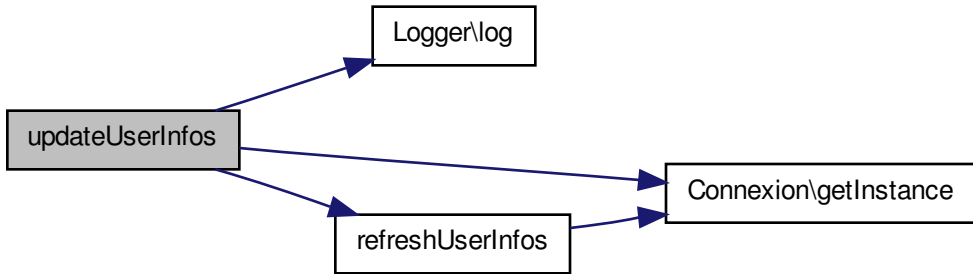 Logger\log
updateUserInfos
Connexion\getInstance
refreshUserInfos